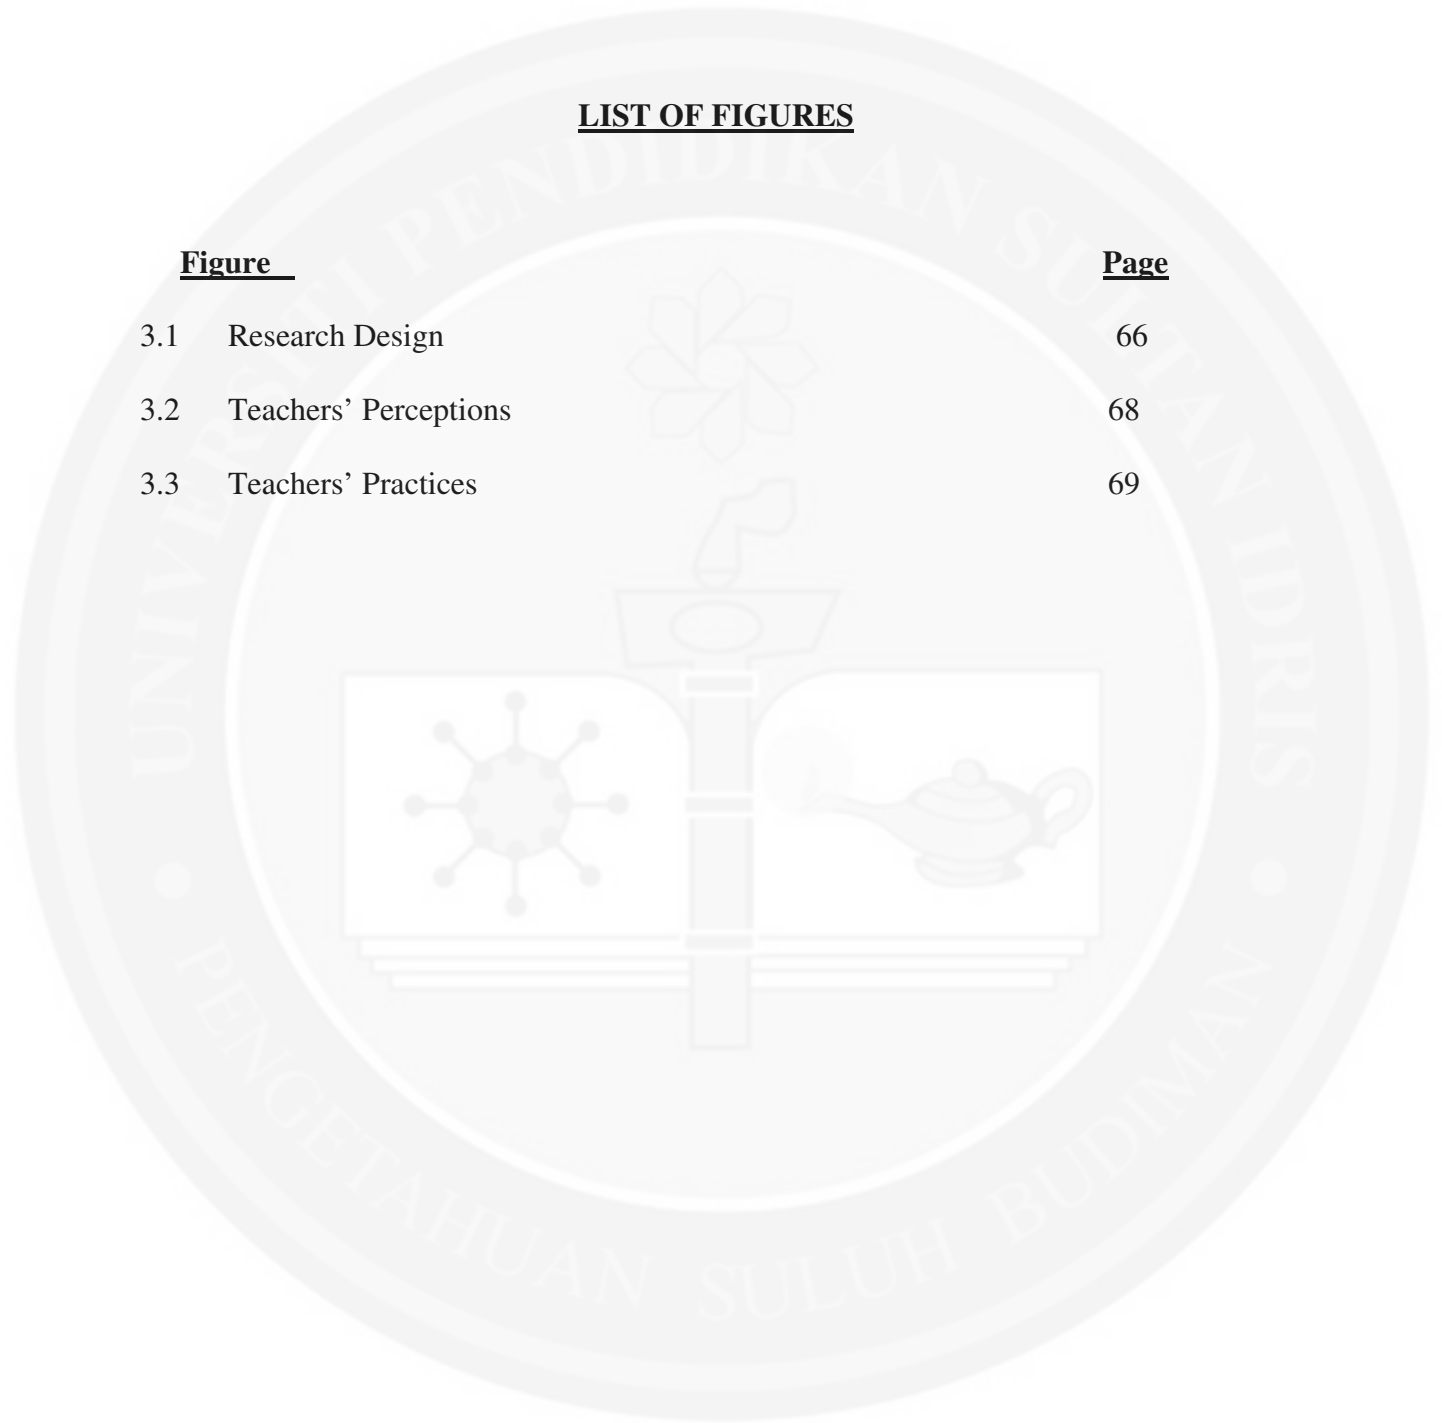 LIST OF FIGURES
Figure Page
3.1 Research Design 66
3.2 Teachers’ Perceptions 68
3.3 Teachers’ Practices 69
UNIVERSITI PENDIDIKAN SULTAN IDRIS
PENGETAHUAN SULUH BUDIMAN